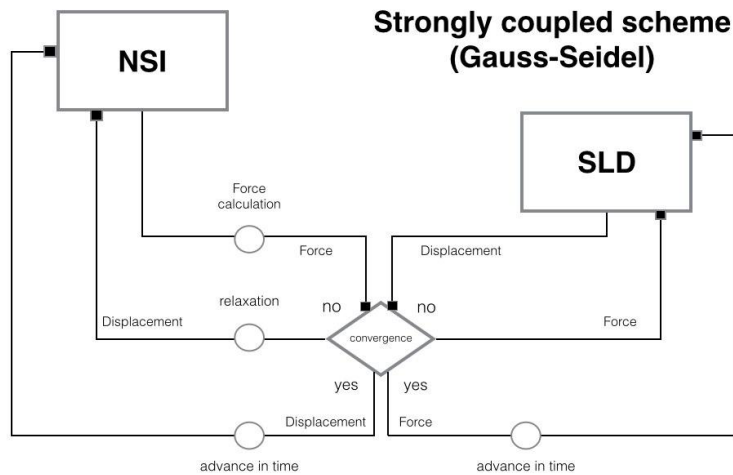 Strongly coupled scheme
(Gauss-Seidel)
NSI
SLD
Force
calculation
Force
Displacement
relaxation
no
no
Displacement
Force
convergence
yes
yes
Displacement
Force
advance in time
advance in time